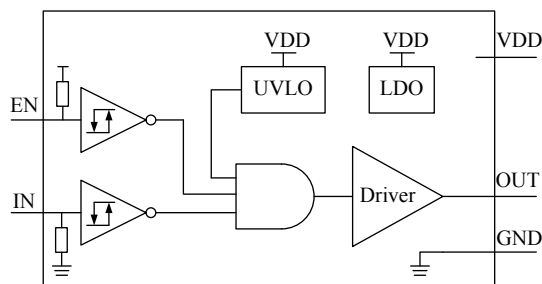 VDD
VDD
VDD
UVLO
LDO
EN
IN
Driver
OUT
GND